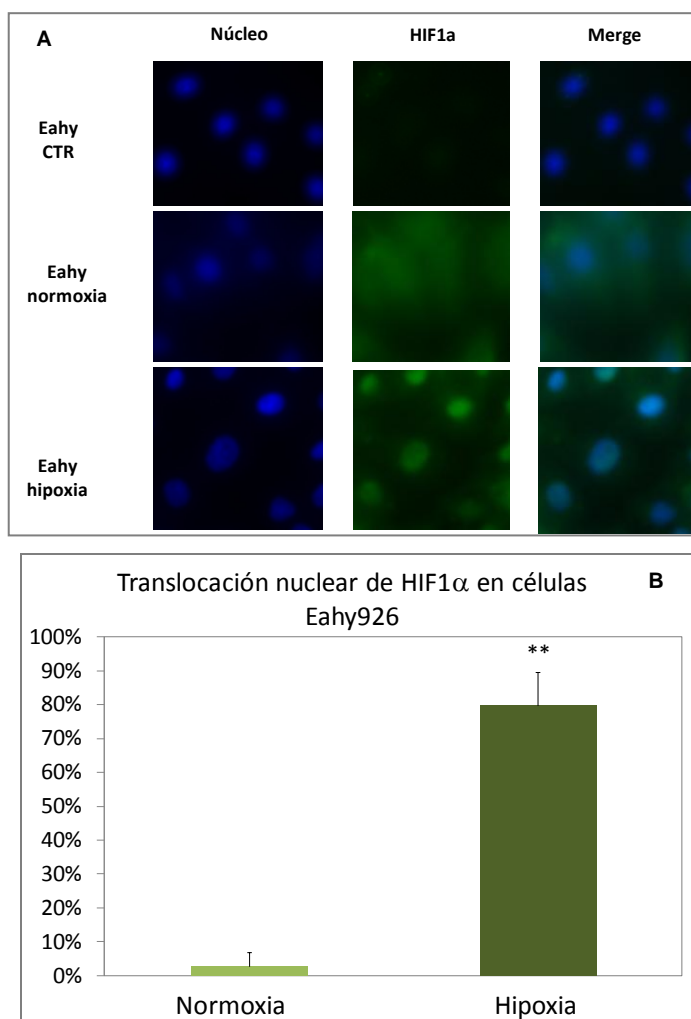 A
Núcleo HIF1a Merge
Eahy
CTR
Eahy
normoxia
Eahy
hipoxia
B
Translocación nuclear de HIF1α en células
Eahy926
100%
90%
80%
70%
60%
50%
40%
30%
20%
10%
0%
**
Normoxia Hipoxia